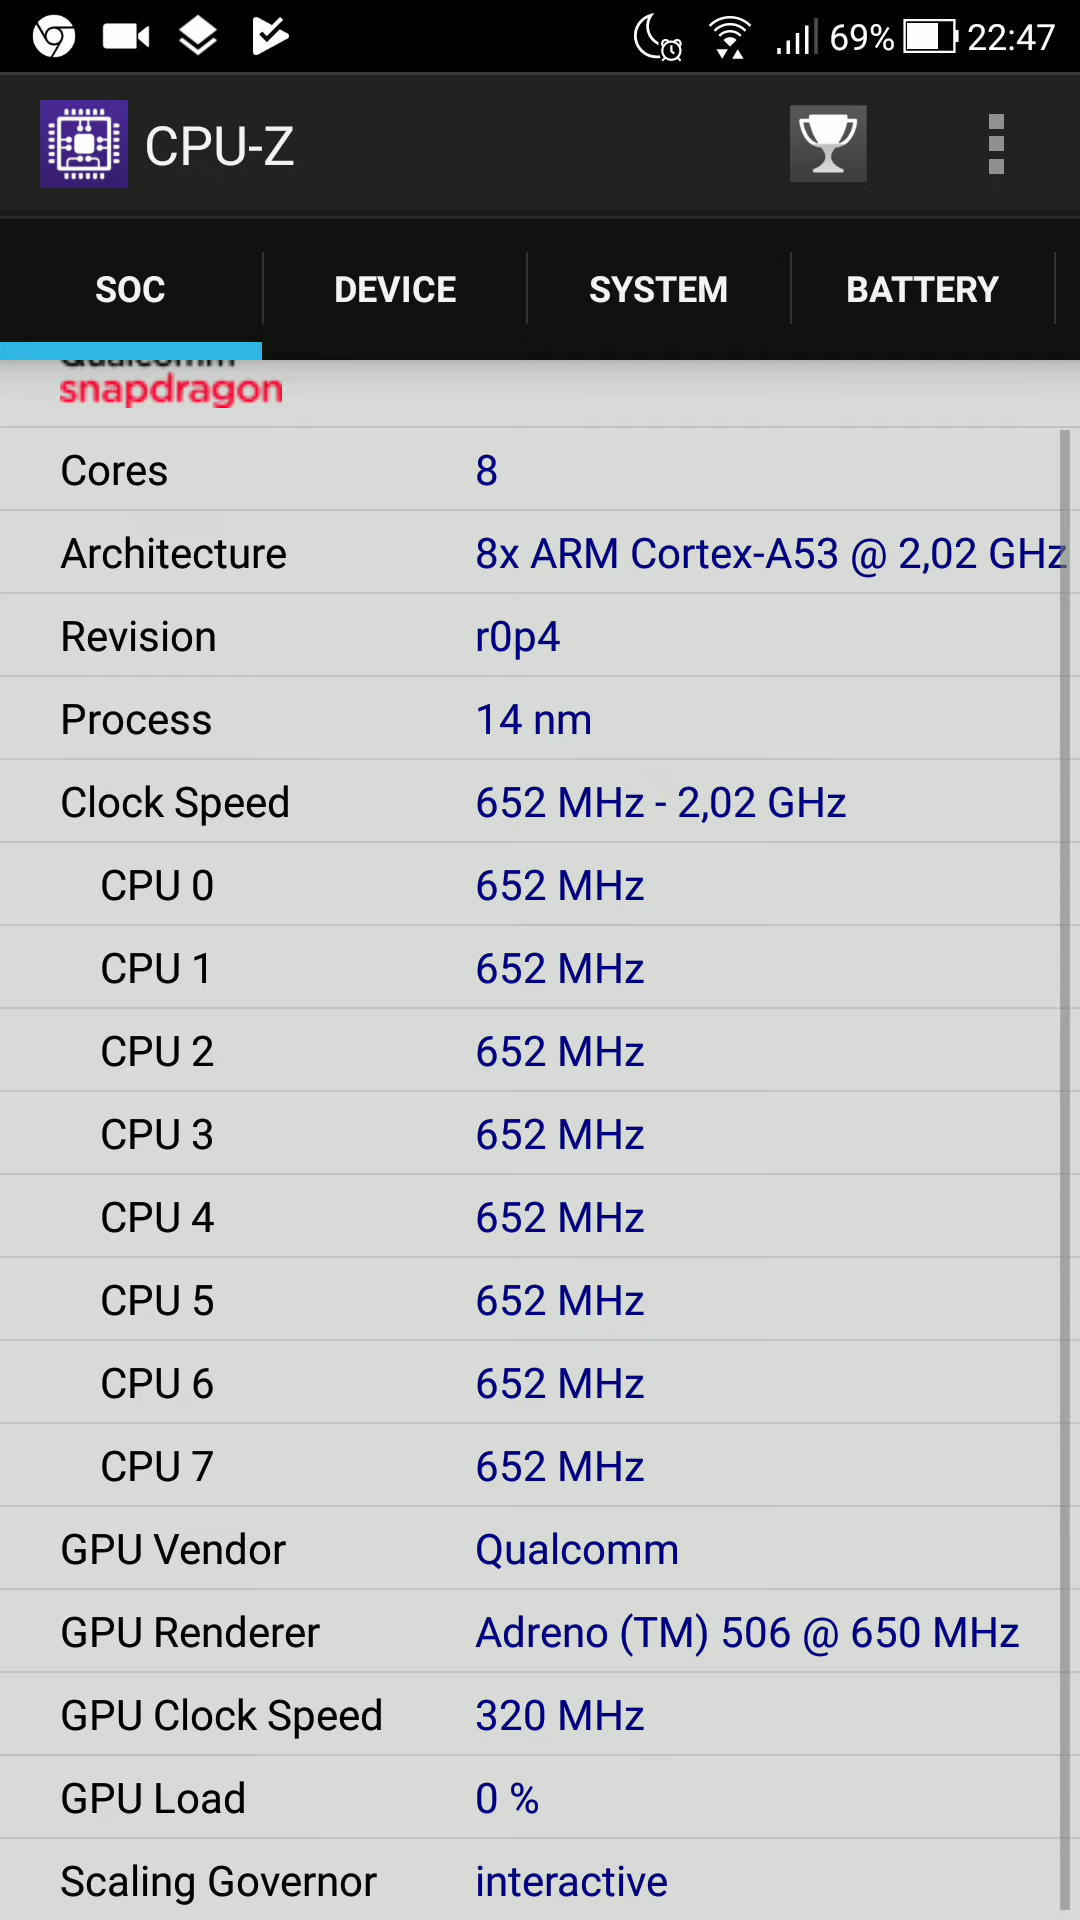 69% 22:47
CPU-Z
SOC DEVICE SYSTEM BATTERY
Qualcomm
snapdragon
Cores 8
Architecture 8x ARM Cortex-A53 @ 2,02 GHz
Revision r0p4
Process 14 nm
Clock Speed 652 MHz - 2,02 GHz
CPU 0 652 MHz
CPU 1 652 MHz
CPU 2 652 MHz
CPU 3 652 MHz
CPU 4 652 MHz
CPU 5 652 MHz
CPU 6 652 MHz
CPU 7 652 MHz
GPU Vendor Qualcomm
GPU Renderer Adreno (TM) 506 @ 650 MHz
GPU Clock Speed 320 MHz
GPU Load 0 %
Scaling Governor interactive